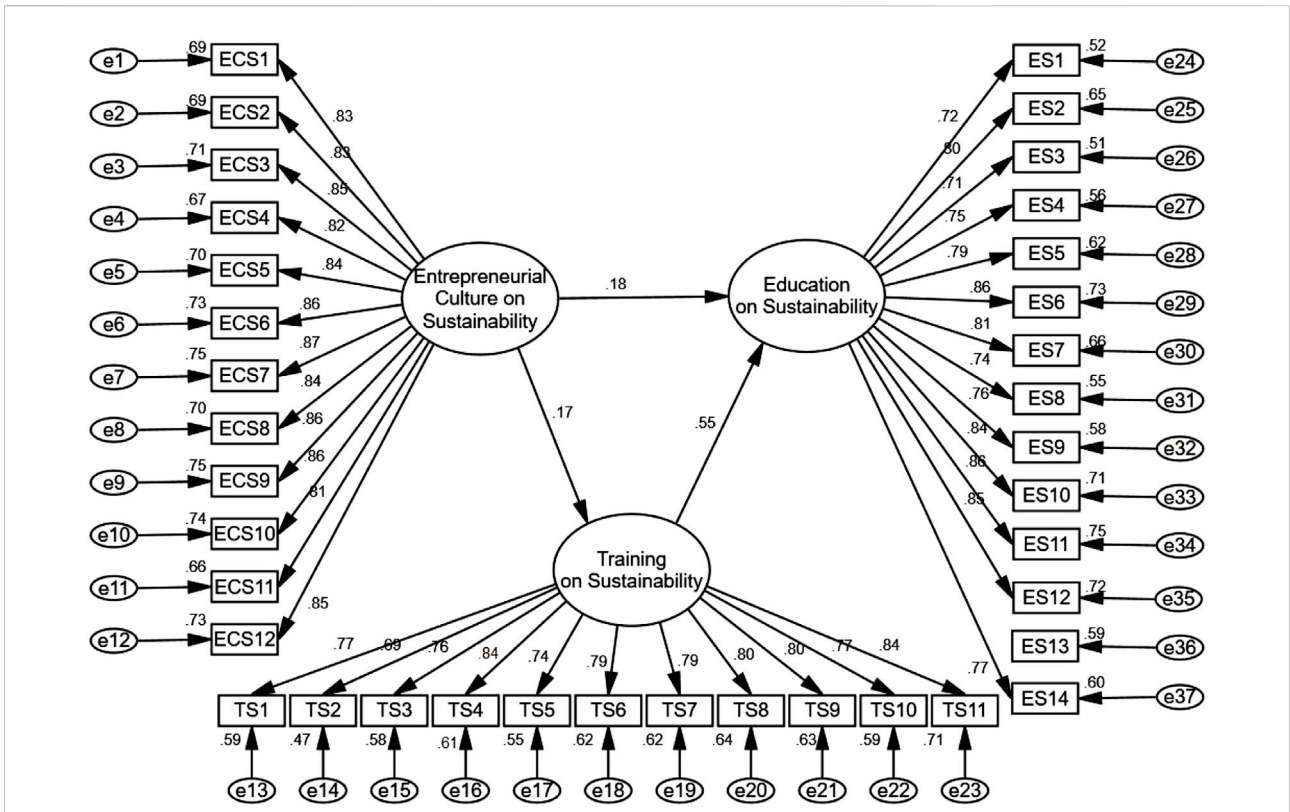 e1 .69 ECS1
e2 .69 ECS2
e3 .71 ECS3
e4 .67 ECS4
e5 .70 ECS5
e6 .73 ECS6
e7 .75 ECS7
e8 .70 ECS8
e9 .75 ECS9
e10 .74 ECS10
e11 .66 ECS11
e12 .73 ECS12
.83
.83
.85
.82
.84
.86
.87
.84
.86
.86
.81
.85
Entrepreneurial
Culture on
Sustainability
.18
.17
.55
Education
on Sustainability
Training
on Sustainability
.72
.80
.71
.75
.79
.86
.81
.74
.76
.84
.86
.85
.77
ES1 .52 e24
ES2 .65 e25
ES3 .51 e26
ES4 .56 e27
ES5 .62 e28
ES6 .73 e29
ES7 .66 e30
ES8 .55 e31
ES9 .58 e32
ES10 .71 e33
ES11 .75 e34
ES12 .72 e35
ES13 .59 e36
ES14 .60 e37
.77 .69 .76 .84 .74 .79 .79 .80 .80 .77 .84
TS1 TS2 TS3 TS4 TS5 TS6 TS7 TS8 TS9 TS10 TS11
.59 .47 .58 .61 .55 .62 .62 .64 .63 .59 .71
e13 e14 e15 e16 e17 e18 e19 e20 e21 e22 e23